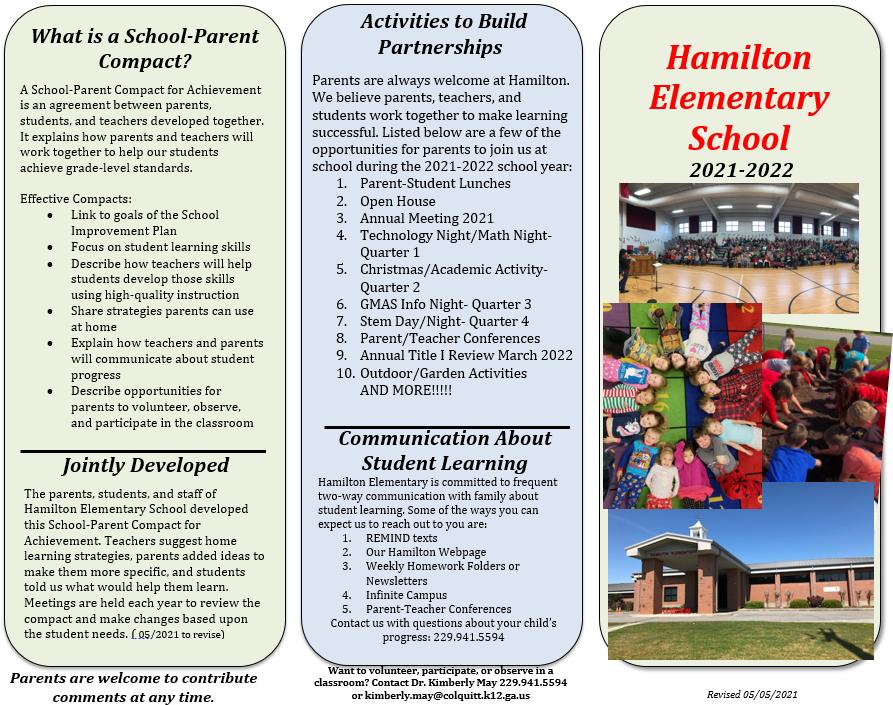 What is a School-Parent
Compact?
A School-Parent Compact for Achievement
is an agreement between parents,
students, and teachers developed together.
It explains how parents and teachers will
work together to help our students
achieve grade-level standards.
Effective Compacts:
• Link to goals of the School
Improvement Plan
• Focus on student learning skills
• Describe how teachers will help
students develop those skills
using high-quality instruction
• Share strategies parents can use
at home
• Explain how teachers and parents
will communicate about student
progress
• Describe opportunities for
parents to volunteer, observe,
and participate in the classroom
Jointly Developed
The parents, students, and staff of
Hamilton Elementary School developed
this School-Parent Compact for
Achievement. Teachers suggest home
learning strategies, parents added ideas to
make them more specific, and students
told us what would help them learn.
Meetings are held each year to review the
compact and make changes based upon
the student needs. ( 05/2021 to revise)
Parents are welcome to contribute
comments at any time.
Activities to Build
Partnerships
Parents are always welcome at Hamilton.
We believe parents, teachers, and
students work together to make learning
successful. Listed below are a few of the
opportunities for parents to join us at
school during the 2021-2022 school year:
1. Parent-Student Lunches
2. Open House
3. Annual Meeting 2021
4. Technology Night/Math Night-
Quarter 1
5. Christmas/Academic Activity-
Quarter 2
6. GMAS Info Night- Quarter 3
7. Stem Day/Night- Quarter 4
8. Parent/Teacher Conferences
9. Annual Title I Review March 2022
10. Outdoor/Garden Activities
AND MORE!!!!!
Communication About
Student Learning
Hamilton Elementary is committed to frequent
two-way communication with family about
student learning. Some of the ways you can
expect us to reach out to you are:
1. REMIND texts
2. Our Hamilton Webpage
3. Weekly Homework Folders or
Newsletters
4. Infinite Campus
5. Parent-Teacher Conferences
Contact us with questions about your child's
progress: 229.941.5594
Want to volunteer, participate, or observe in a
classroom? Contact Dr. Kimberly May 229.941.5594
or kimberly.may@colquitt.k12.ga.us
Hamilton
Elementary
School
2021-2022
Revised 05/05/2021